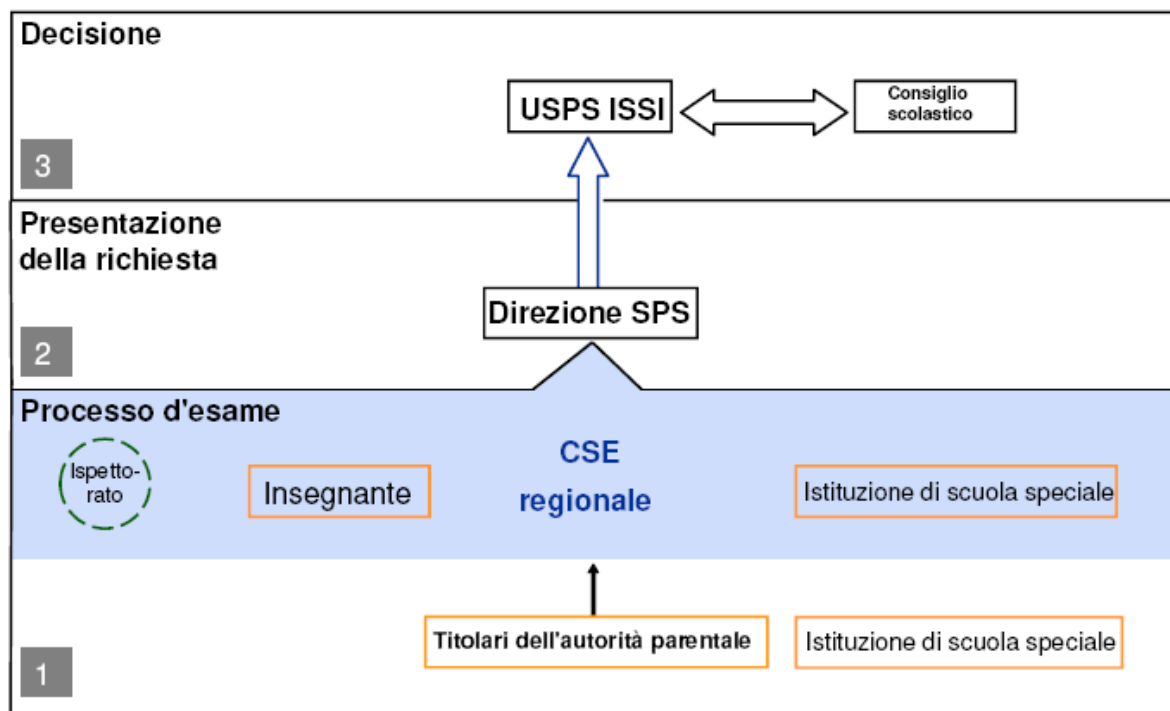 Decisione
USPS ISSI
Consiglio
scolastico
3
Presentazione
della richiesta
Direzione SPS
2
Processo d'esame
Ispetto-
rato
Insegnante
CSE
regionale
Istituzione di scuola speciale
Titolari dell'autorità parentale
Istituzione di scuola speciale
1